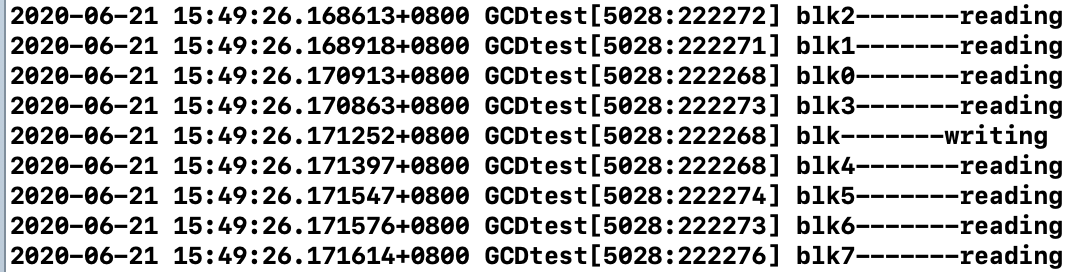 2020-06-21 15:49:26.168613+0800 GCDtest[5028:222272] blk2-------reading
2020-06-21 15:49:26.168918+0800 GCDtest[5028:222271] blk1-------reading
2020-06-21 15:49:26.170913+0800 GCDtest[5028:222268] blk0-------reading
2020-06-21 15:49:26.170863+0800 GCDtest[5028:222273] blk3-------reading
2020-06-21 15:49:26.171252+0800 GCDtest[5028:222268] blk-------writing
2020-06-21 15:49:26.171397+0800 GCDtest[5028:222268] blk4-------reading
2020-06-21 15:49:26.171547+0800 GCDtest[5028:222274] blk5-------reading
2020-06-21 15:49:26.171576+0800 GCDtest[5028:222273] blk6-------reading
2020-06-21 15:49:26.171614+0800 GCDtest[5028:222276] blk7-------reading